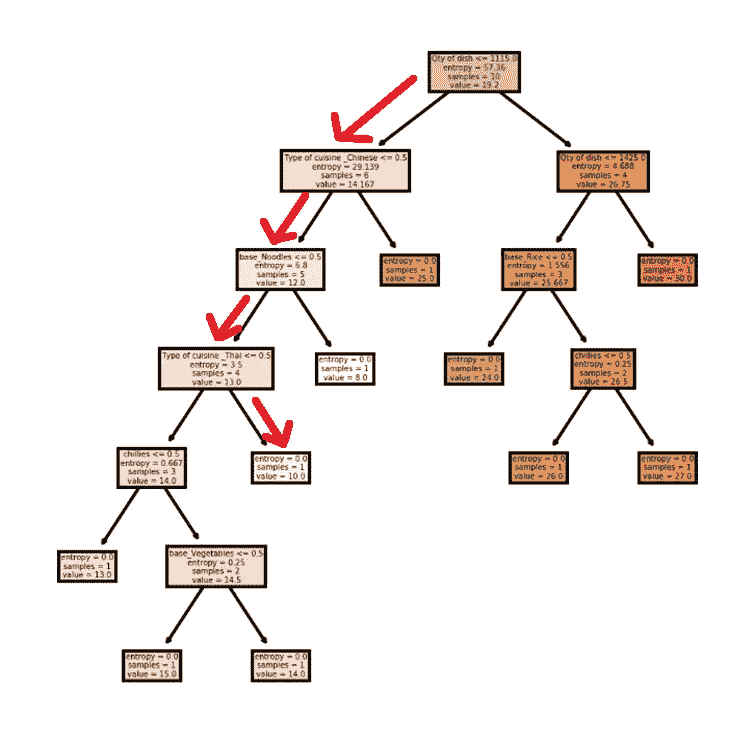 Qty of dish <= 1115.0
entropy = 57.36
samples = 10
value = 19.2
Type of cuisine _Chinese <= 0.5
entropy = 29.139
samples = 6
value = 14.167
Qty of dish <= 1425.0
entropy = 4.688
samples = 4
value = 26.75
base_Noodles <= 0.5
entropy = 6.8
samples = 5
value = 12.0
entropy = 0.0
samples = 1
value = 25.0
base_Rice <= 0.5
entropy = 1.556
samples = 3
value = 25.667
entropy = 0.0
samples = 1
value = 30.0
Type of cuisine _Thai <= 0.5
entropy = 3.5
samples = 4
value = 13.0
entropy = 0.0
samples = 1
value = 8.0
entropy = 0.0
samples = 1
value = 24.0
chillies <= 0.5
entropy = 0.25
samples = 2
value = 26.5
chillies <= 0.5
entropy = 0.667
samples = 3
value = 14.0
entropy = 0.0
samples = 1
value = 10.0
entropy = 0.0
samples = 1
value = 26.0
entropy = 0.0
samples = 1
value = 27.0
entropy = 0.0
samples = 1
value = 13.0
base_Vegetables <= 0.5
entropy = 0.25
samples = 2
value = 14.5
entropy = 0.0
samples = 1
value = 15.0
entropy = 0.0
samples = 1
value = 14.0